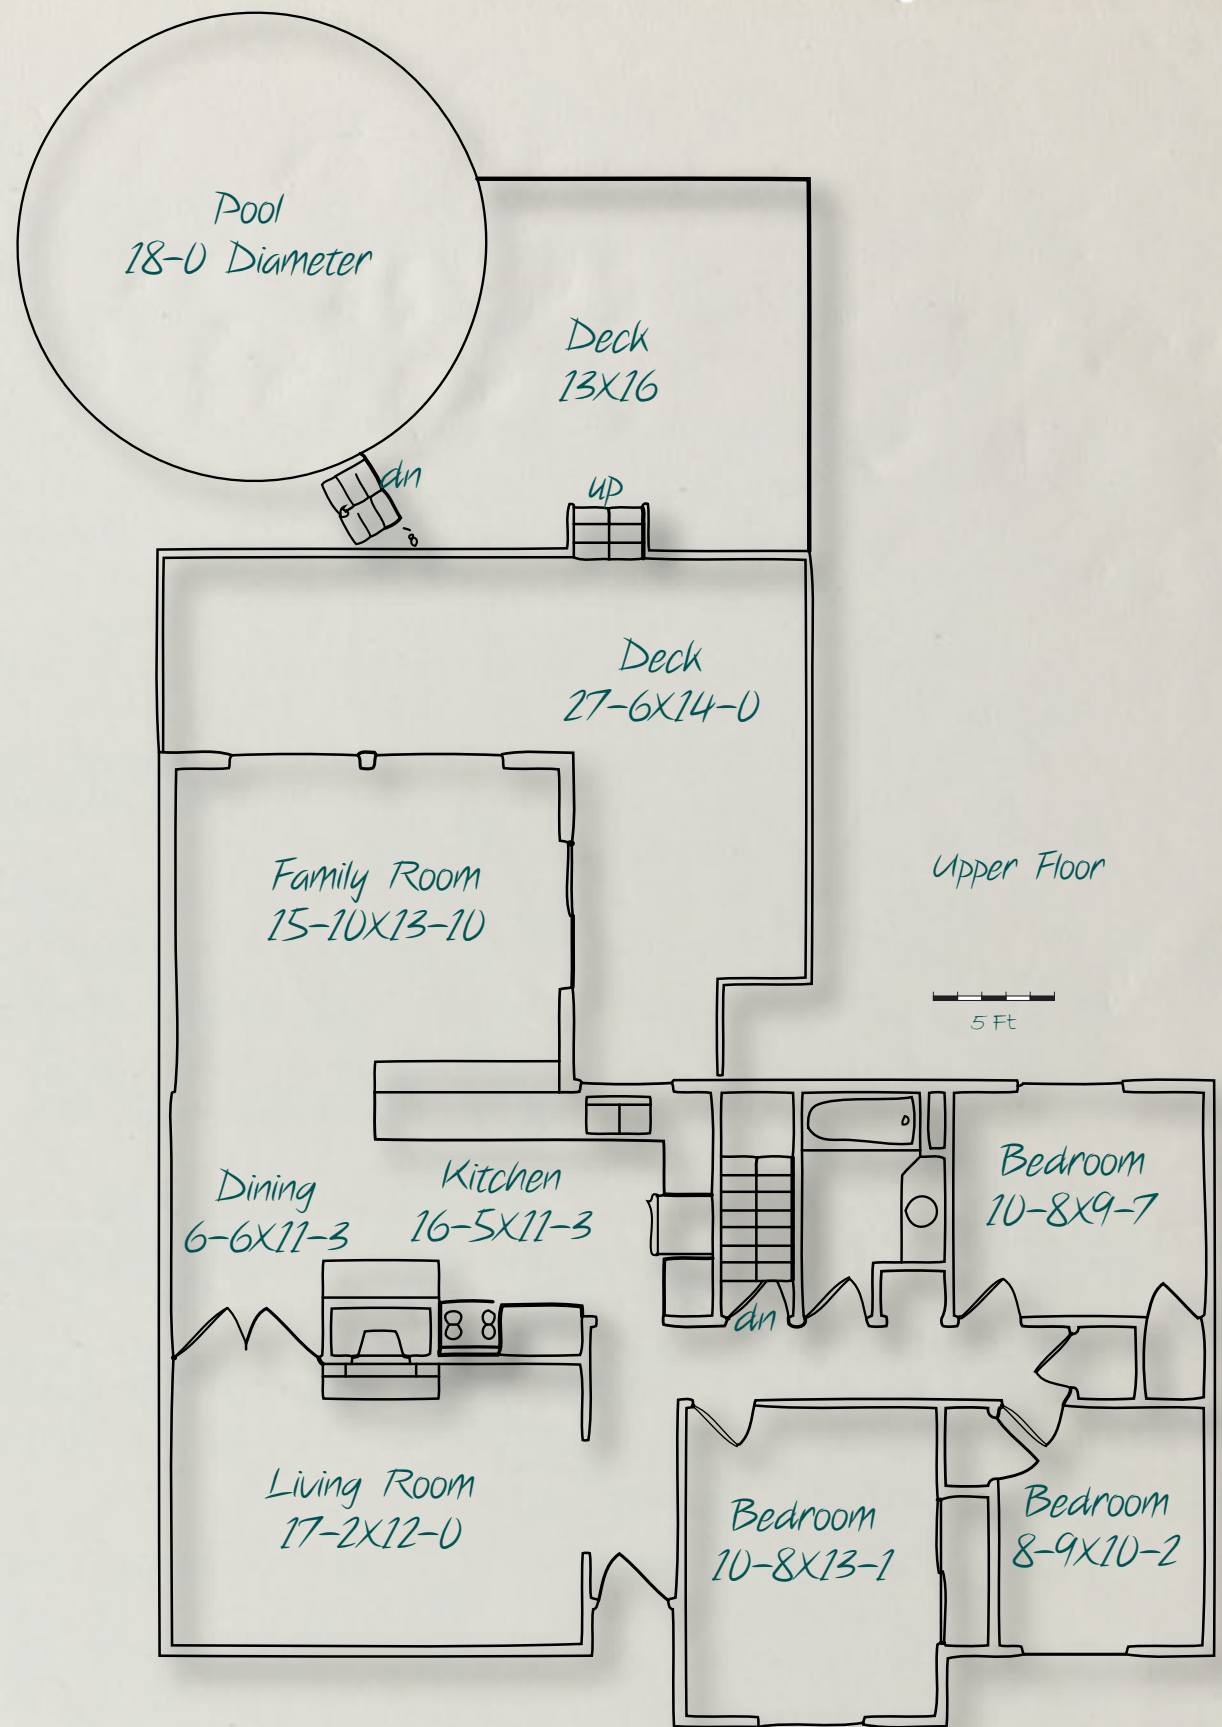 Pool
18-0 Diameter
Deck
13X16
dn
up
Deck
27-6X14-0
Upper Floor
Family Room
15-10X13-10
5 Ft
Dining
6-6X11-3
Kitchen
16-5X11-3
Bedroom
10-8X9-7
dn
Living Room
17-2X12-0
Bedroom
10-8X13-1
Bedroom
8-9X10-2